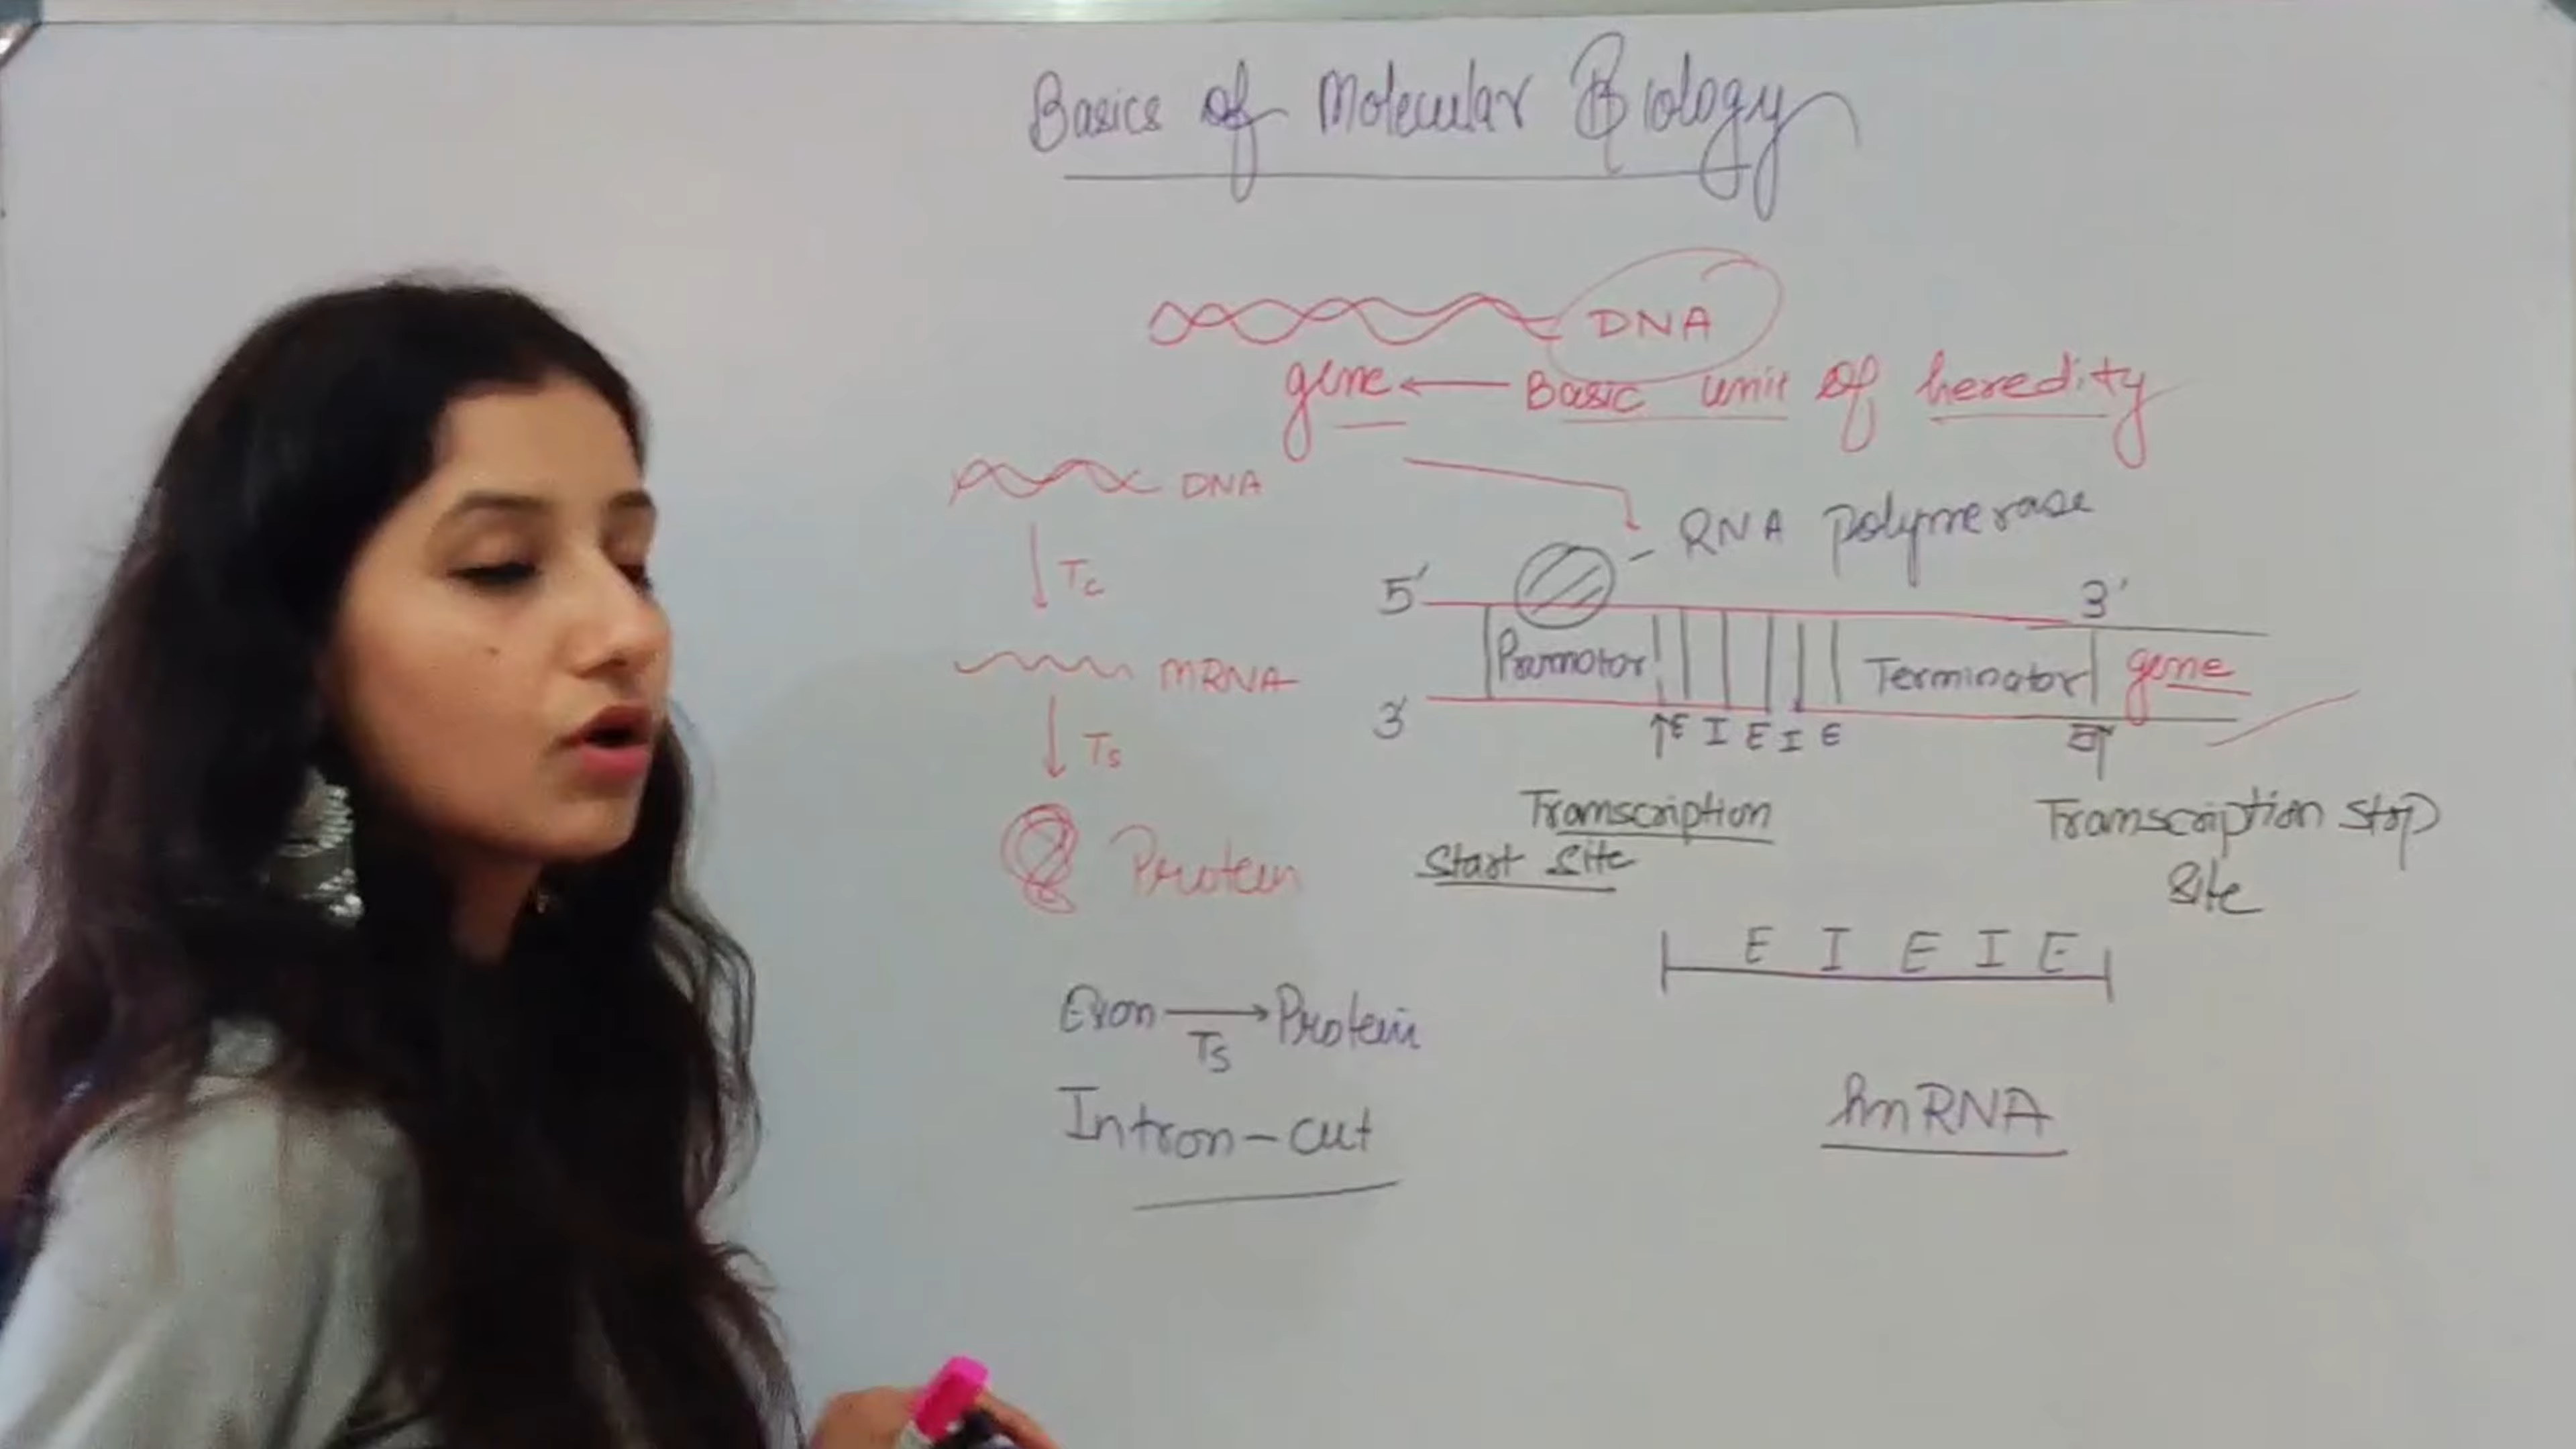 Basics of Molecular Biology
DNA
gene ← Basic unit of heredity
DNA
Tc
mRNA
Ts
Protein
RNA polymerase
5' 3'
Promotor Terminator gene
3' 5'
E I E I E
Transcription
Start Site
Transcription stop
Site
E I E I E
hnRNA
Exon → Protein
Ts
Intron - cut